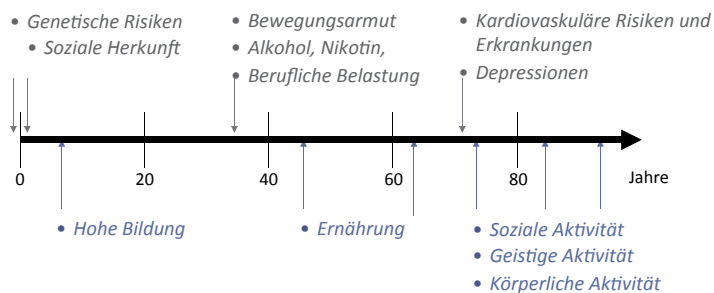 • Genetische Risiken
• Soziale Herkunft
• Bewegungsarmut
• Alkohol, Nikotin,
• Berufliche Belastung
• Kardiovaskuläre Risiken und
Erkrankungen
• Depressionen
0 20 40 60 80 Jahre
• Hohe Bildung
• Ernährung
• Soziale Aktivität
• Geistige Aktivität
• Körperliche Aktivität